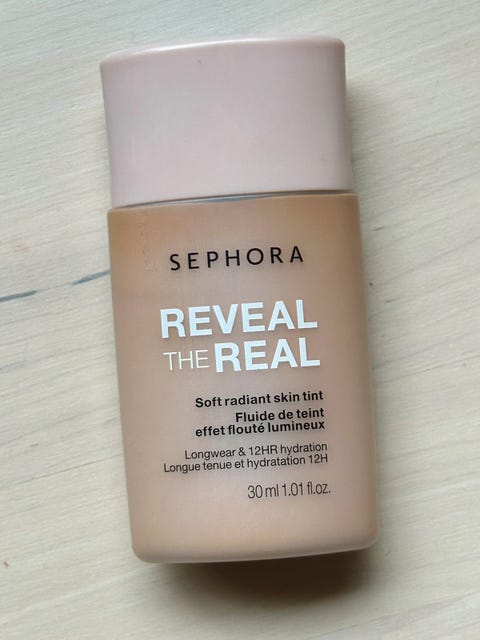 SEPHORA
REVEAL
THE REAL
Soft radiant skin tint
Fluide de teint
effet flouté lumineux
Longwear & 12HR hydration
Longue tenue et hydratation 12H
30 ml 1.01 fl.oz.